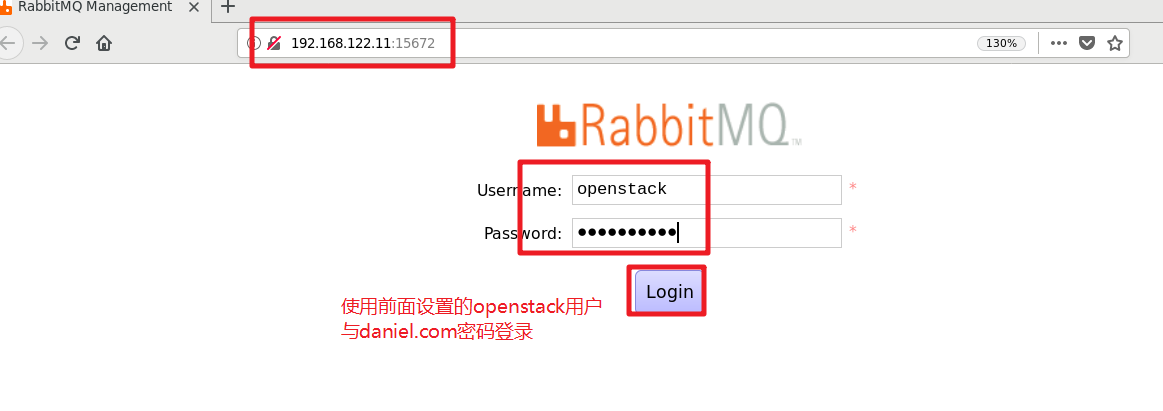 RabbitMQ Management
192.168.122.11:15672
130%
RabbitMQ TM
Username: openstack *
Password: ●●●●●●●●●● *
Login
使用前面设置的openstack用户
与daniel.com密码登录